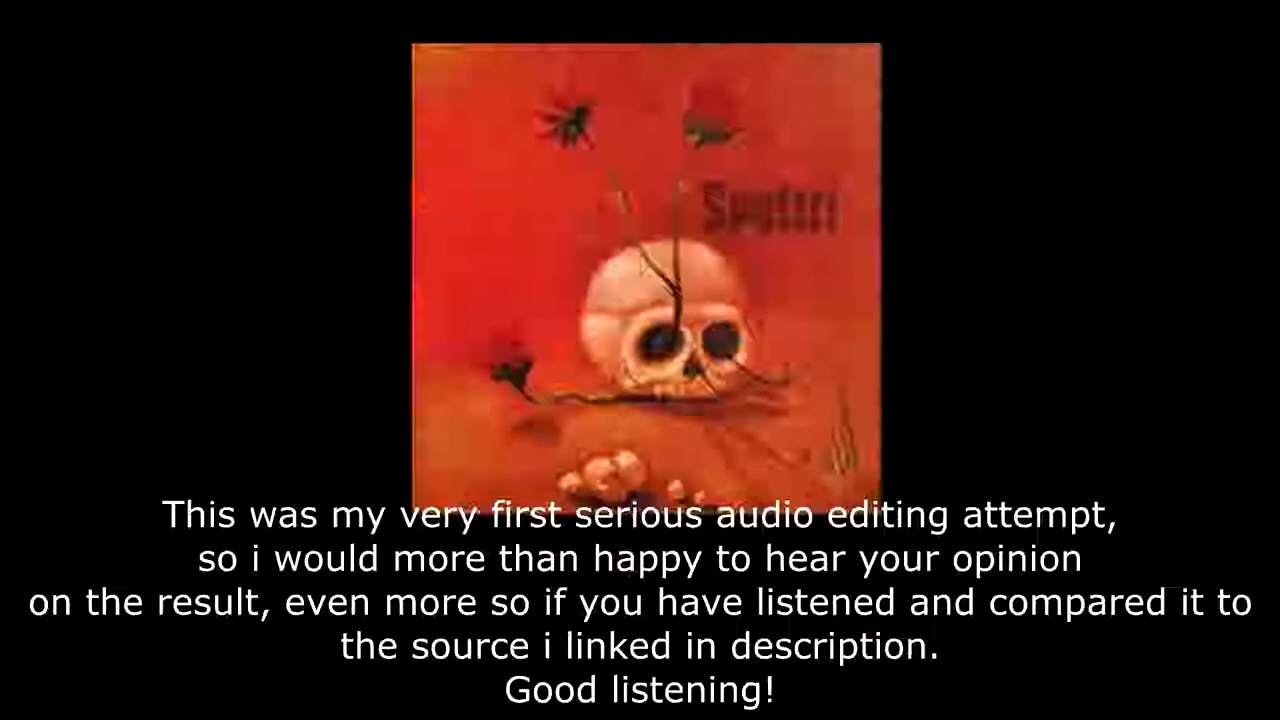 This was my very first serious audio editing attempt,
so i would more than happy to hear your opinion
on the result, even more so if you have listened and compared it to
the source i linked in description.
Good listening!